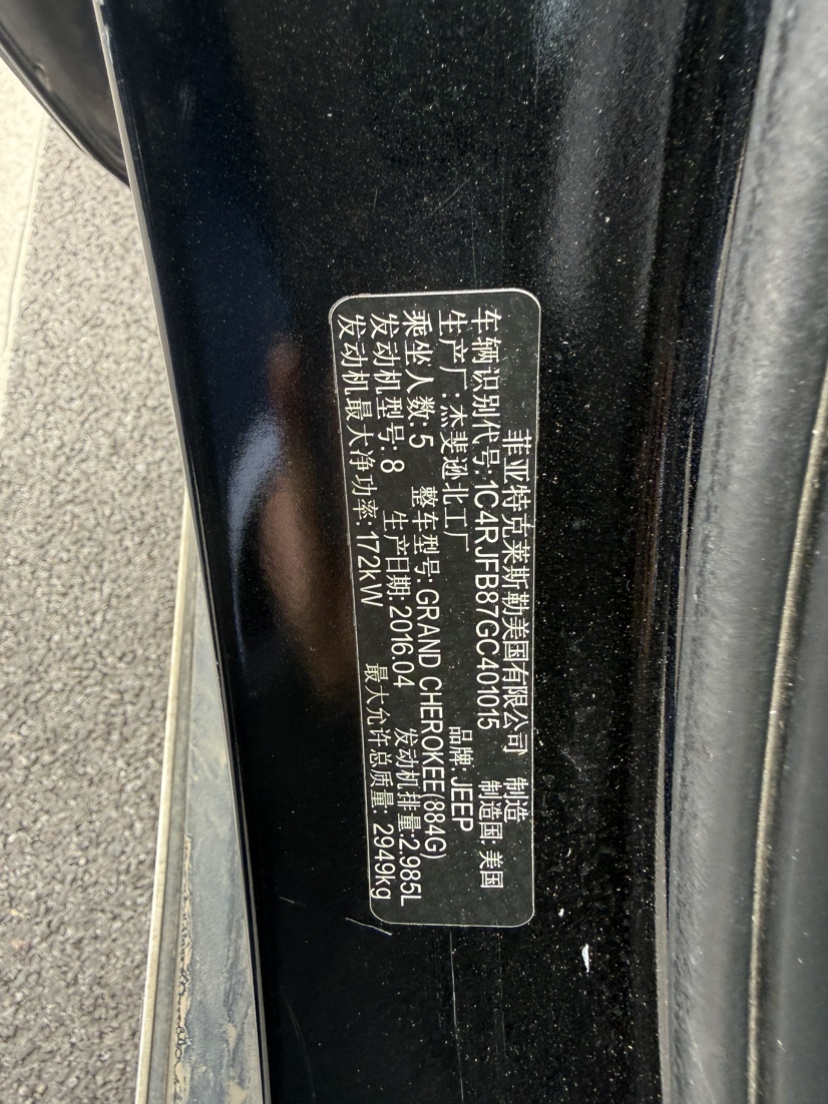 菲亚特克莱斯勒美国有限公司 制造
车辆识别代号:1C4RJFB87GC401015 制造国: 美国
生产厂:杰斐逊北工厂 品牌: JEEP
乘坐人数: 5 整车型号: GRAND CHEROKEE(884G)
发动机型号: 8 生产日期: 2016.04 发动机排量:2.985L
发动机最大净功率: 172kW 最大允许总质量: 2949kg